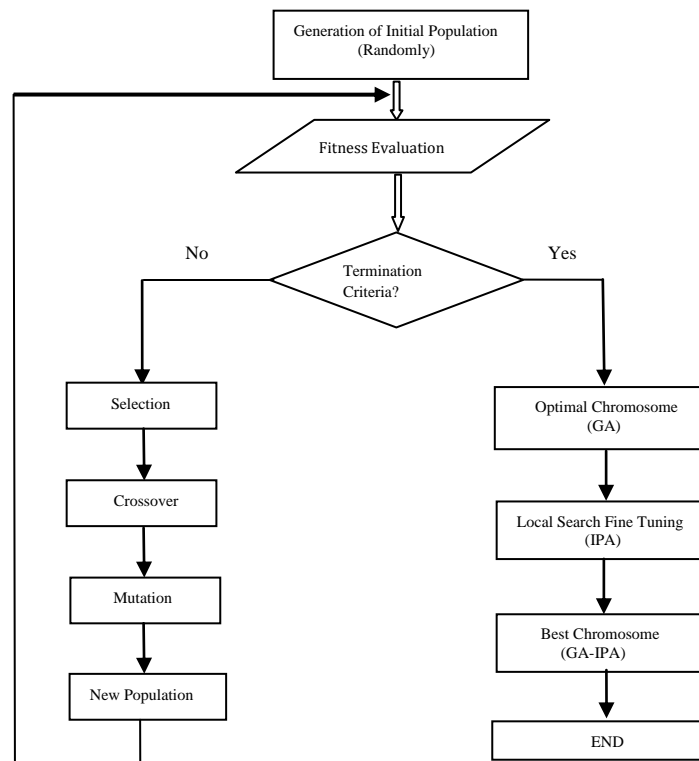 Generation of Initial Population
(Randomly)
Fitness Evaluation
No
Yes
Termination
Criteria?
Selection
Crossover
Mutation
New Population
Optimal Chromosome
(GA)
Local Search Fine Tuning
(IPA)
Best Chromosome
(GA-IPA)
END